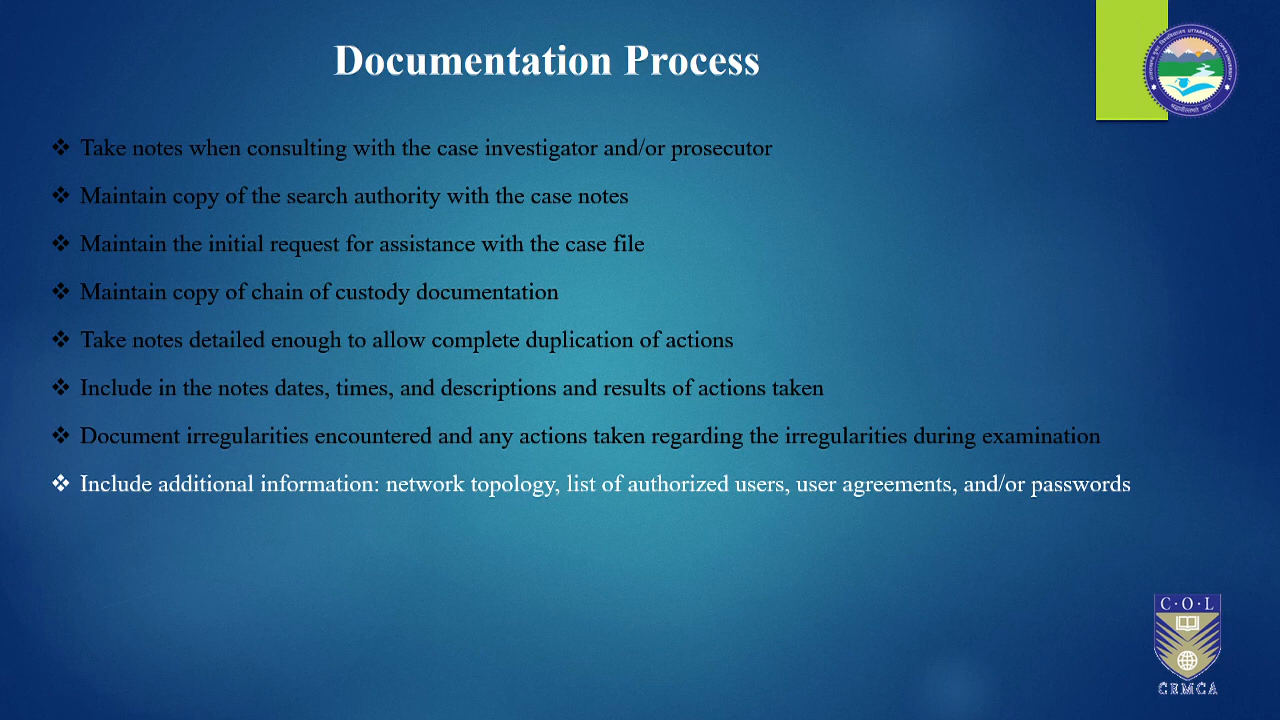 Documentation Process
❖ Take notes when consulting with the case investigator and/or prosecutor
❖ Maintain copy of the search authority with the case notes
❖ Maintain the initial request for assistance with the case file
❖ Maintain copy of chain of custody documentation
❖ Take notes detailed enough to allow complete duplication of actions
❖ Include in the notes dates, times, and descriptions and results of actions taken
❖ Document irregularities encountered and any actions taken regarding the irregularities during examination
❖ Include additional information: network topology, list of authorized users, user agreements, and/or passwords
UTTARAKHAND OPEN UNIVERSITY
C·O·L
CEMCA